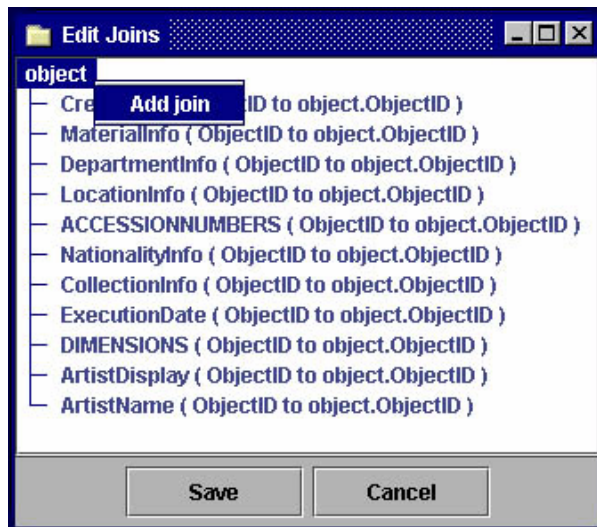 Edit Joins
object
Add join
Cre ID to object.ObjectID )
MaterialInfo ( ObjectID to object.ObjectID )
DepartmentInfo ( ObjectID to object.ObjectID )
LocationInfo ( ObjectID to object.ObjectID )
ACCESSIONNUMBERS ( ObjectID to object.ObjectID )
NationalityInfo ( ObjectID to object.ObjectID )
CollectionInfo ( ObjectID to object.ObjectID )
ExecutionDate ( ObjectID to object.ObjectID )
DIMENSIONS ( ObjectID to object.ObjectID )
ArtistDisplay ( ObjectID to object.ObjectID )
ArtistName ( ObjectID to object.ObjectID )
Save
Cancel